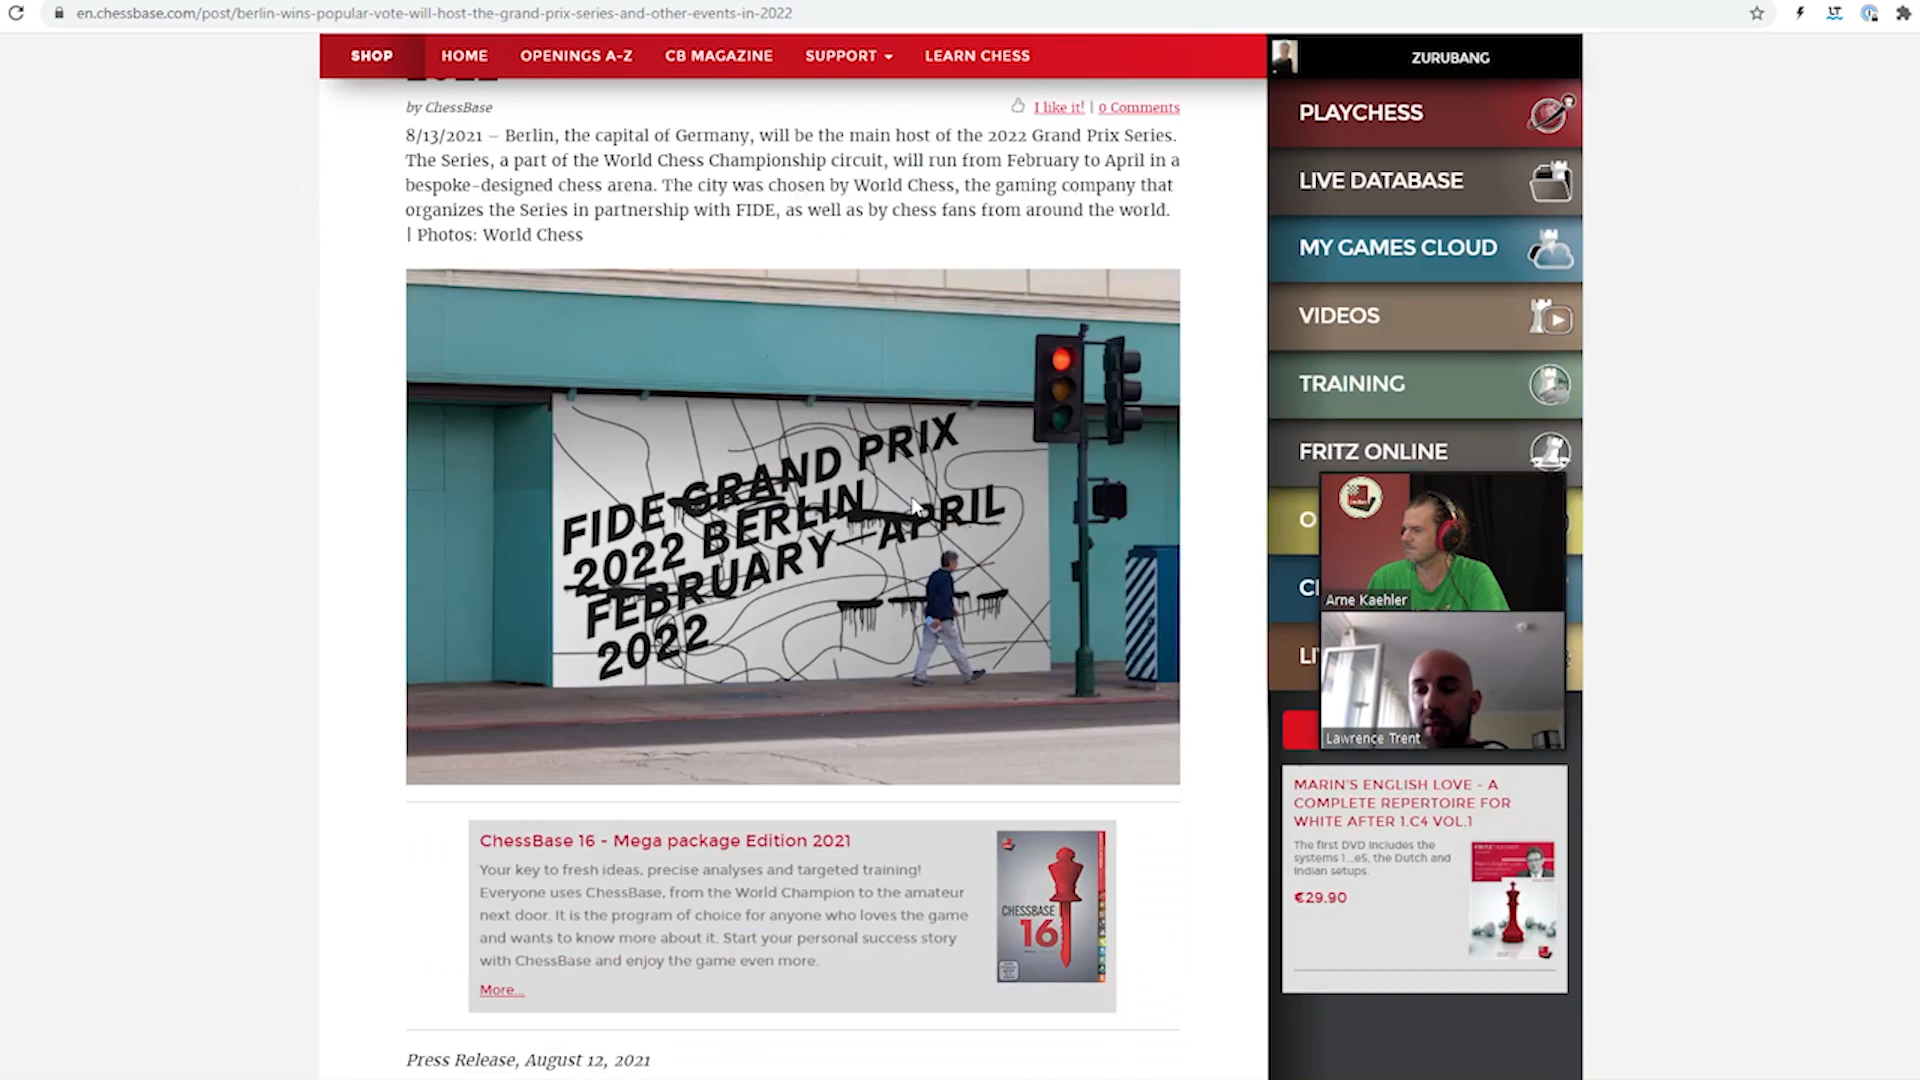 en.chessbase.com/post/berlin-wins-popular-vote-will-host-the-grand-prix-series-and-other-events-in-2022
SHOP HOME OPENINGS A-Z CB MAGAZINE SUPPORT LEARN CHESS
ZURUBANG
by ChessBase
I like it! | 0 Comments
8/13/2021 – Berlin, the capital of Germany, will be the main host of the 2022 Grand Prix Series.
The Series, a part of the World Chess Championship circuit, will run from February to April in a
bespoke-designed chess arena. The city was chosen by World Chess, the gaming company that
organizes the Series in partnership with FIDE, as well as by chess fans from around the world.
| Photos: World Chess
FIDE GRAND PRIX
2022 BERLIN
FEBRUARY—APRIL
2022
ChessBase 16 - Mega package Edition 2021
Your key to fresh ideas, precise analyses and targeted training!
Everyone uses ChessBase, from the World Champion to the amateur
next door. It is the program of choice for anyone who loves the game
and wants to know more about it. Start your personal success story
with ChessBase and enjoy the game even more.
More...
CHESSBASE
16
Press Release, August 12, 2021
PLAYCHESS
LIVE DATABASE
MY GAMES CLOUD
VIDEOS
TRAINING
FRITZ ONLINE
Arne Kaehler
Lawrence Trent
MARIN'S ENGLISH LOVE - A
COMPLETE REPERTOIRE FOR
WHITE AFTER 1.C4 VOL.1
The first DVD includes the
systems 1...e5, the Dutch and
Indian setups.
€29.90